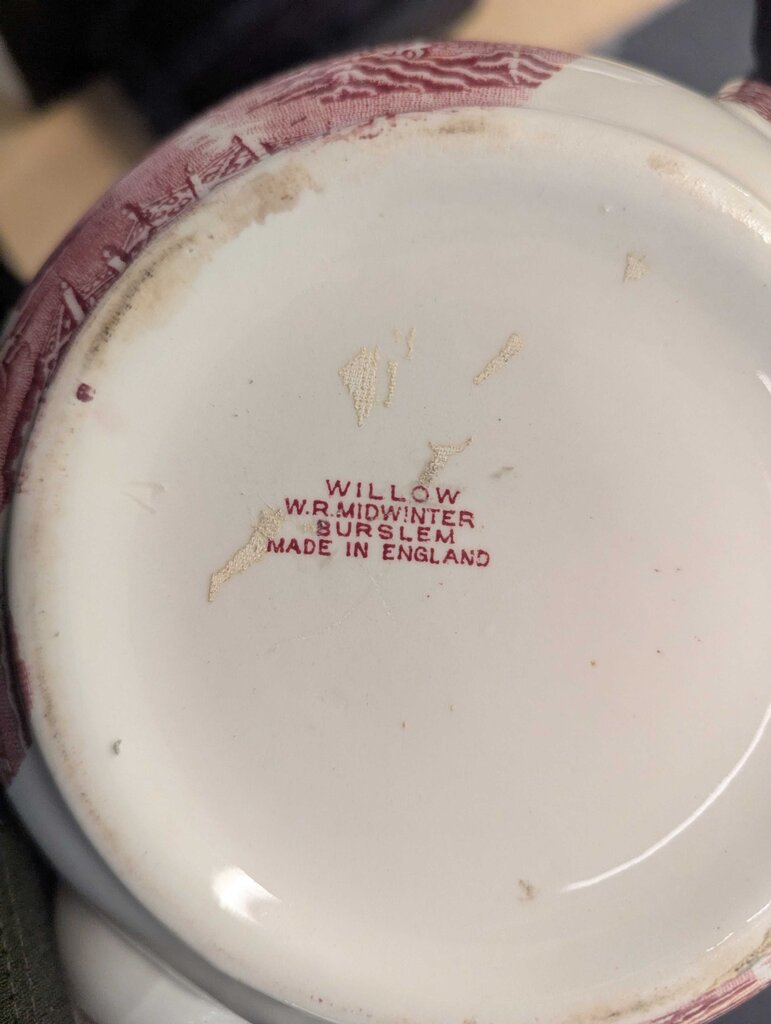 WILLOW
W.R.MIDWINTER
BURSLEM
MADE IN ENGLAND